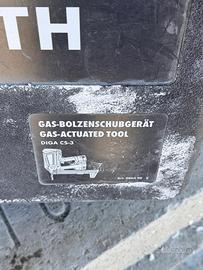 TH
GAS-BOLZENSCHUBGERÄT
GAS-ACTUATED TOOL
DIGA CS-3